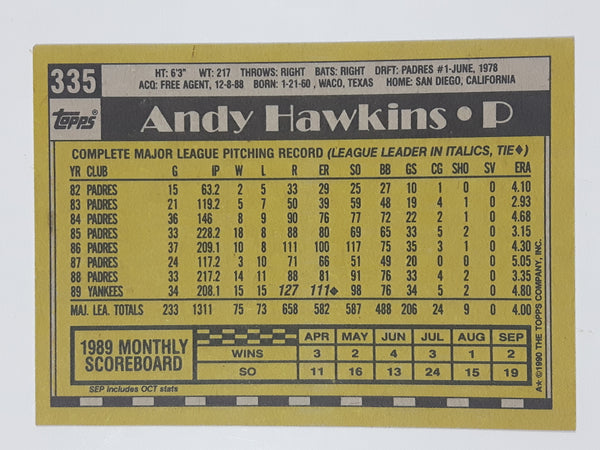 335
HT: 6'3" WT: 217 THROWS: RIGHT BATS: RIGHT DRFT: PADRES #1-JUNE, 1978
ACQ: FREE AGENT, 12-8-88 BORN: 1-21-60, WACO, TEXAS HOME: SAN DIEGO, CALIFORNIA
Topps® Andy Hawkins • P
COMPLETE MAJOR LEAGUE PITCHING RECORD (LEAGUE LEADER IN ITALICS, TIE♦)
YR CLUB G IP W L R ER SO BB GS CG SHO SV ERA
82 PADRES 15 63.2 2 5 33 29 25 27 10 1 0 0 4.10
83 PADRES 21 119.2 5 7 50 39 59 48 19 4 1 0 2.93
84 PADRES 36 146 8 9 90 76 77 72 22 2 1 0 4.68
85 PADRES 33 228.2 18 8 88 80 69 65 33 5 2 0 3.15
86 PADRES 37 209.1 10 8 111 100 117 75 35 3 1 0 4.30
87 PADRES 24 117.2 3 10 71 66 51 49 20 0 0 0 5.05
88 PADRES 33 217.2 14 11 88 81 91 76 33 4 2 0 3.35
89 YANKEES 34 208.1 15 15 127 111♦ 98 76 34 5 2 0 4.80
MAJ. LEA. TOTALS 233 1311 75 73 658 582 587 488 206 24 9 0 4.00
1989 MONTHLY SCOREBOARD
APR MAY JUN JUL AUG SEP
WINS 3 2 4 3 1 2
SO 11 16 13 24 15 19
SEP includes OCT stats
A★ ©1990 THE TOPPS COMPANY, INC.